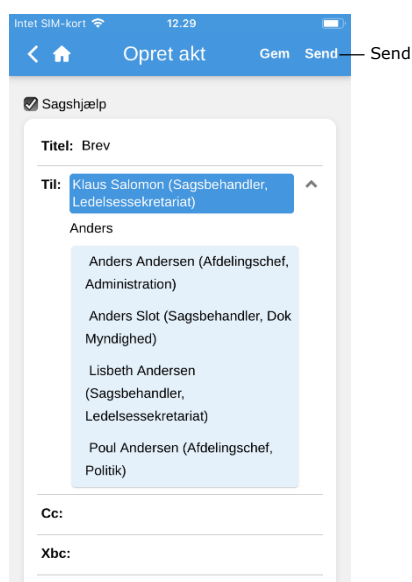 Intet SIM-kort 12.29
Opret akt Gem Send Send
Sagshjælp
Titel: Brev
Til: Klaus Salomon (Sagsbehandler,
Ledelsessekretariat)
Anders
Anders Andersen (Afdelingschef,
Administration)
Anders Slot (Sagsbehandler, Dok
Myndighed)
Lisbeth Andersen
(Sagsbehandler,
Ledelsessekretariat)
Poul Andersen (Afdelingschef,
Politik)
Cc:
Xbc: